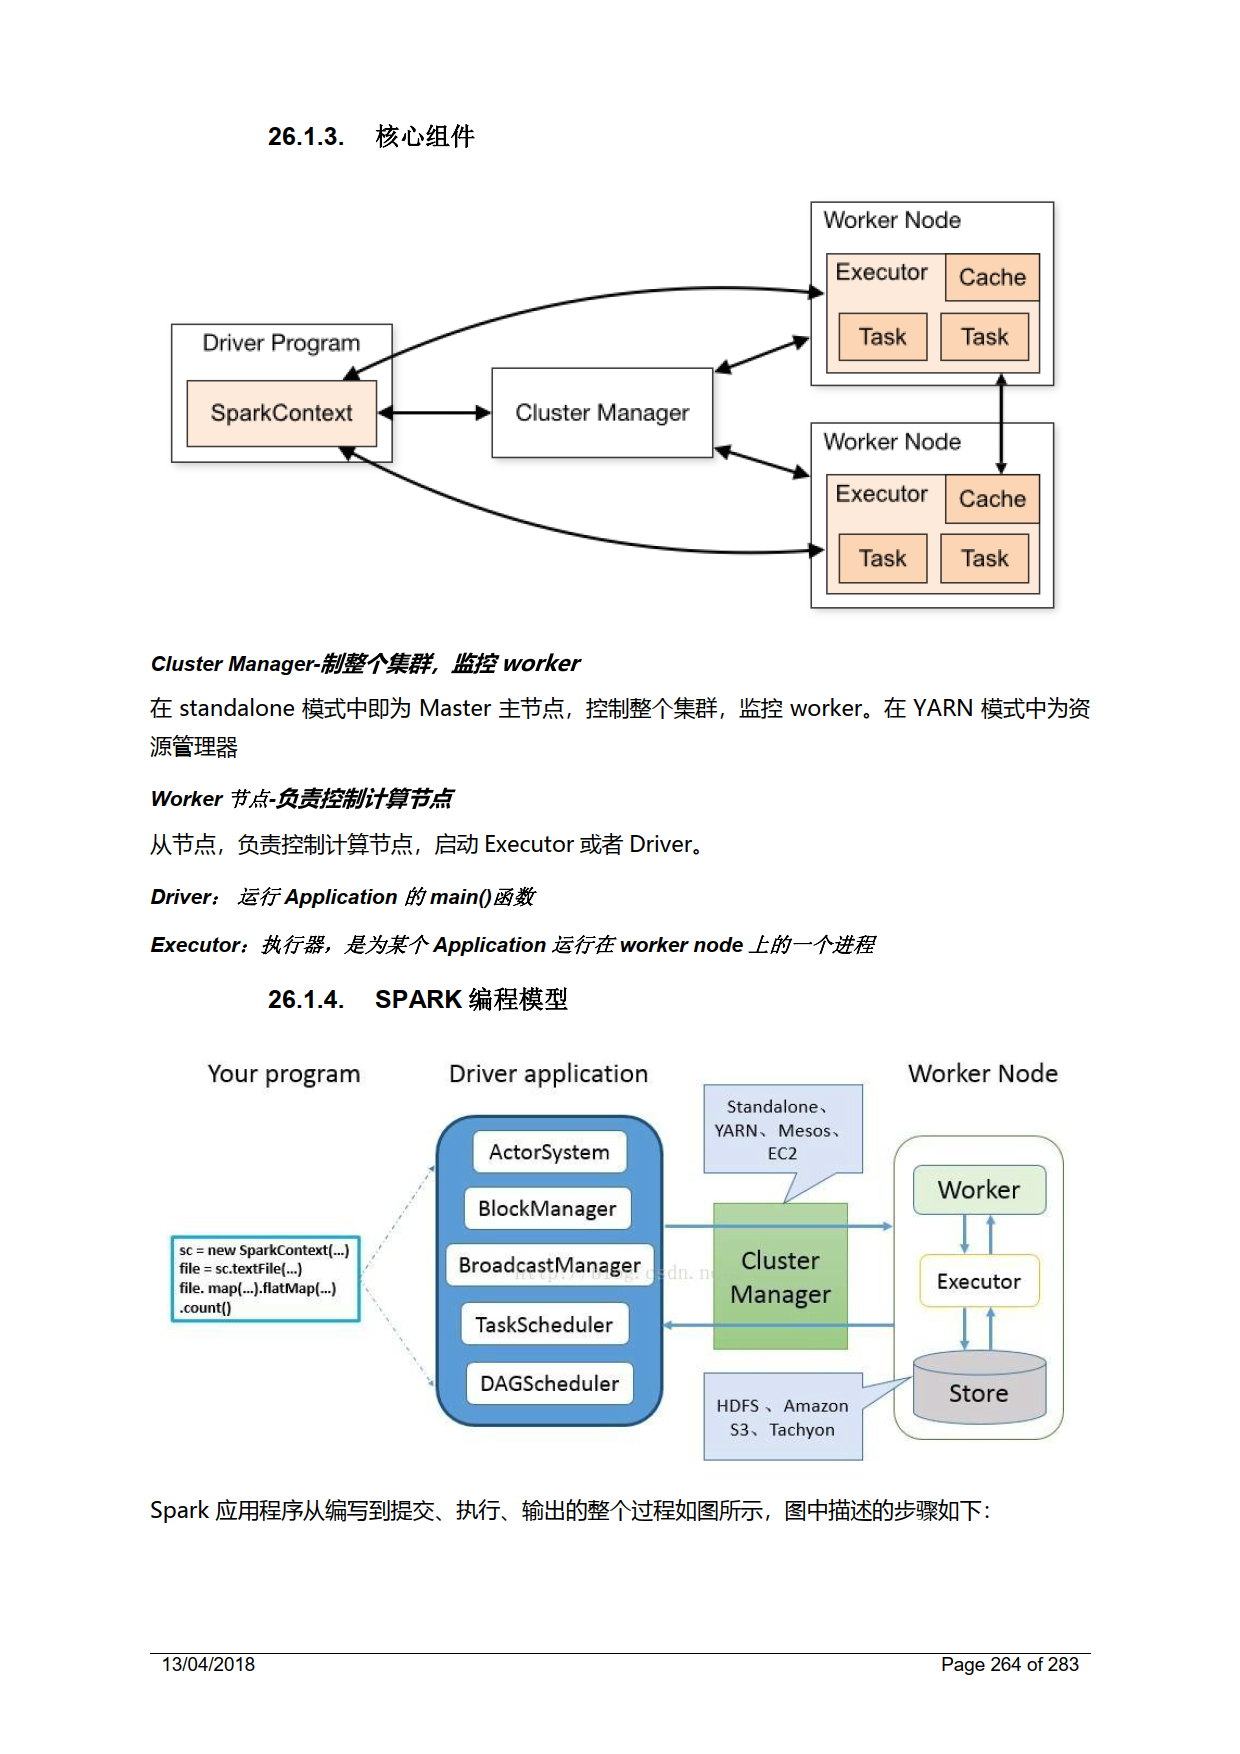 26.1.3. 核心组件
Worker Node
Executor
Cache
Task
Task
Driver Program
SparkContext
Cluster Manager
Worker Node
Executor
Cache
Task
Task
Cluster Manager-制整个集群，监控 worker
在 standalone 模式中即为 Master 主节点，控制整个集群，监控 worker。在 YARN 模式中为资
源管理器
Worker 节点-负责控制计算节点
从节点，负责控制计算节点，启动 Executor 或者 Driver。
Driver： 运行 Application 的 main()函数
Executor：执行器，是为某个 Application 运行在 worker node 上的一个进程
26.1.4. SPARK 编程模型
Your program
Driver application
Worker Node
sc = new SparkContext(...)
file = sc.textFile(...)
file. map(...).flatMap(...)
.count()
ActorSystem
BlockManager
BroadcastManager
TaskScheduler
DAGScheduler
Standalone、
YARN、Mesos、
EC2
Cluster
Manager
HDFS 、Amazon
S3、Tachyon
Worker
Executor
Store
Spark 应用程序从编写到提交、执行、输出的整个过程如图所示，图中描述的步骤如下：
13/04/2018 Page 264 of 283